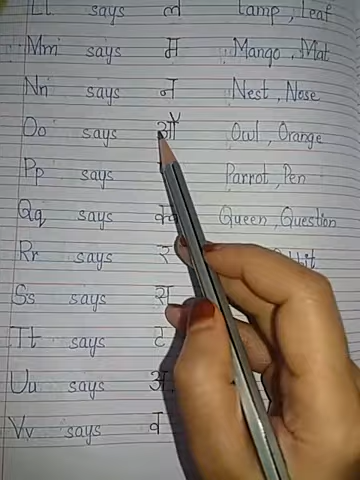 Ll says ल Lamp, Leaf
Mm says म Mango, Mat
Nn says न Nest, Nose
Oo says ऑ Owl, Orange
Pp says Parrot, Pen
Qq says क्व Queen, Question
Rr says र
Ss says स
Tt says ट
Uu says अ
Vv says व